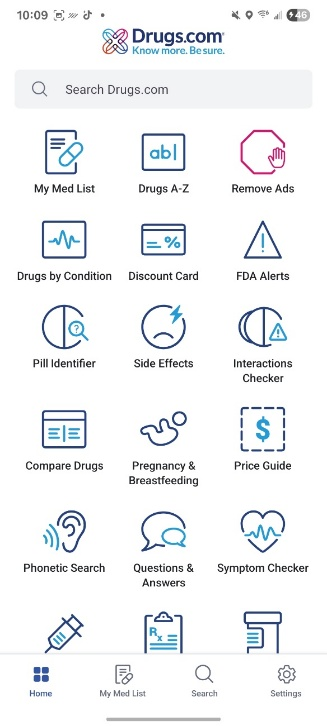 10:09
46
Drugs.com
Know more. Be sure.
Search Drugs.com
My Med List
Drugs A-Z
Remove Ads
Drugs by Condition
Discount Card
FDA Alerts
Pill Identifier
Side Effects
Interactions
Checker
Compare Drugs
Pregnancy &
Breastfeeding
Price Guide
Phonetic Search
Questions &
Answers
Symptom Checker
Home
My Med List
Search
Settings